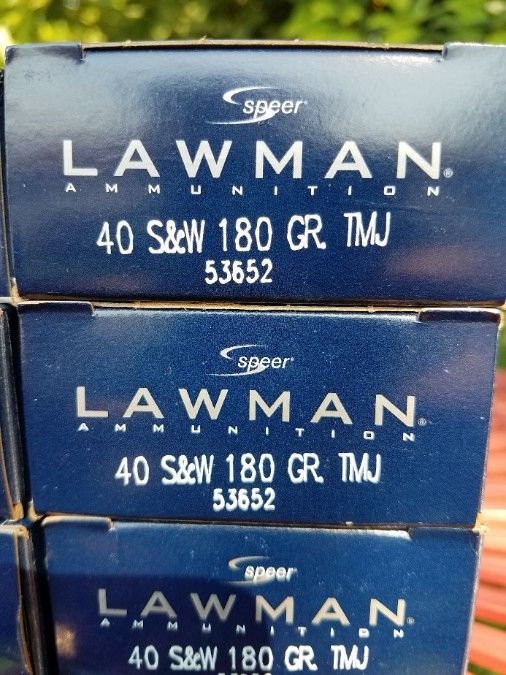 speer
LAWMAN®
AMMUNITION
40 S&W 180 GR. TMJ
53652
speer
LAWMAN®
AMMUNITION
40 S&W 180 GR. TMJ
53652
speer
LAWMAN®
AMMUNITION
40 S&W 180 GR. TMJ